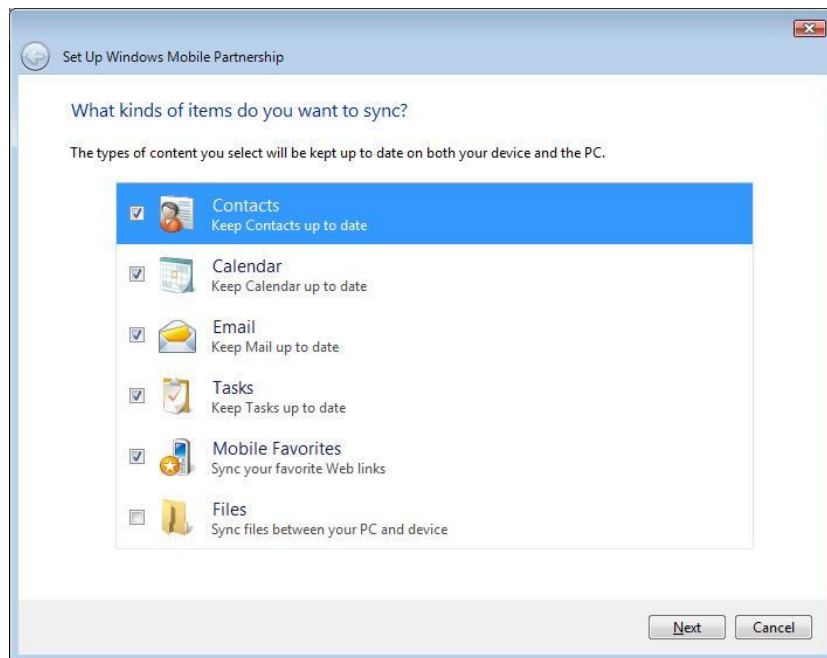 Set Up Windows Mobile Partnership
What kinds of items do you want to sync?
The types of content you select will be kept up to date on both your device and the PC.
Contacts
Keep Contacts up to date
Calendar
Keep Calendar up to date
Email
Keep Mail up to date
Tasks
Keep Tasks up to date
Mobile Favorites
Sync your favorite Web links
Files
Sync files between your PC and device
Next Cancel